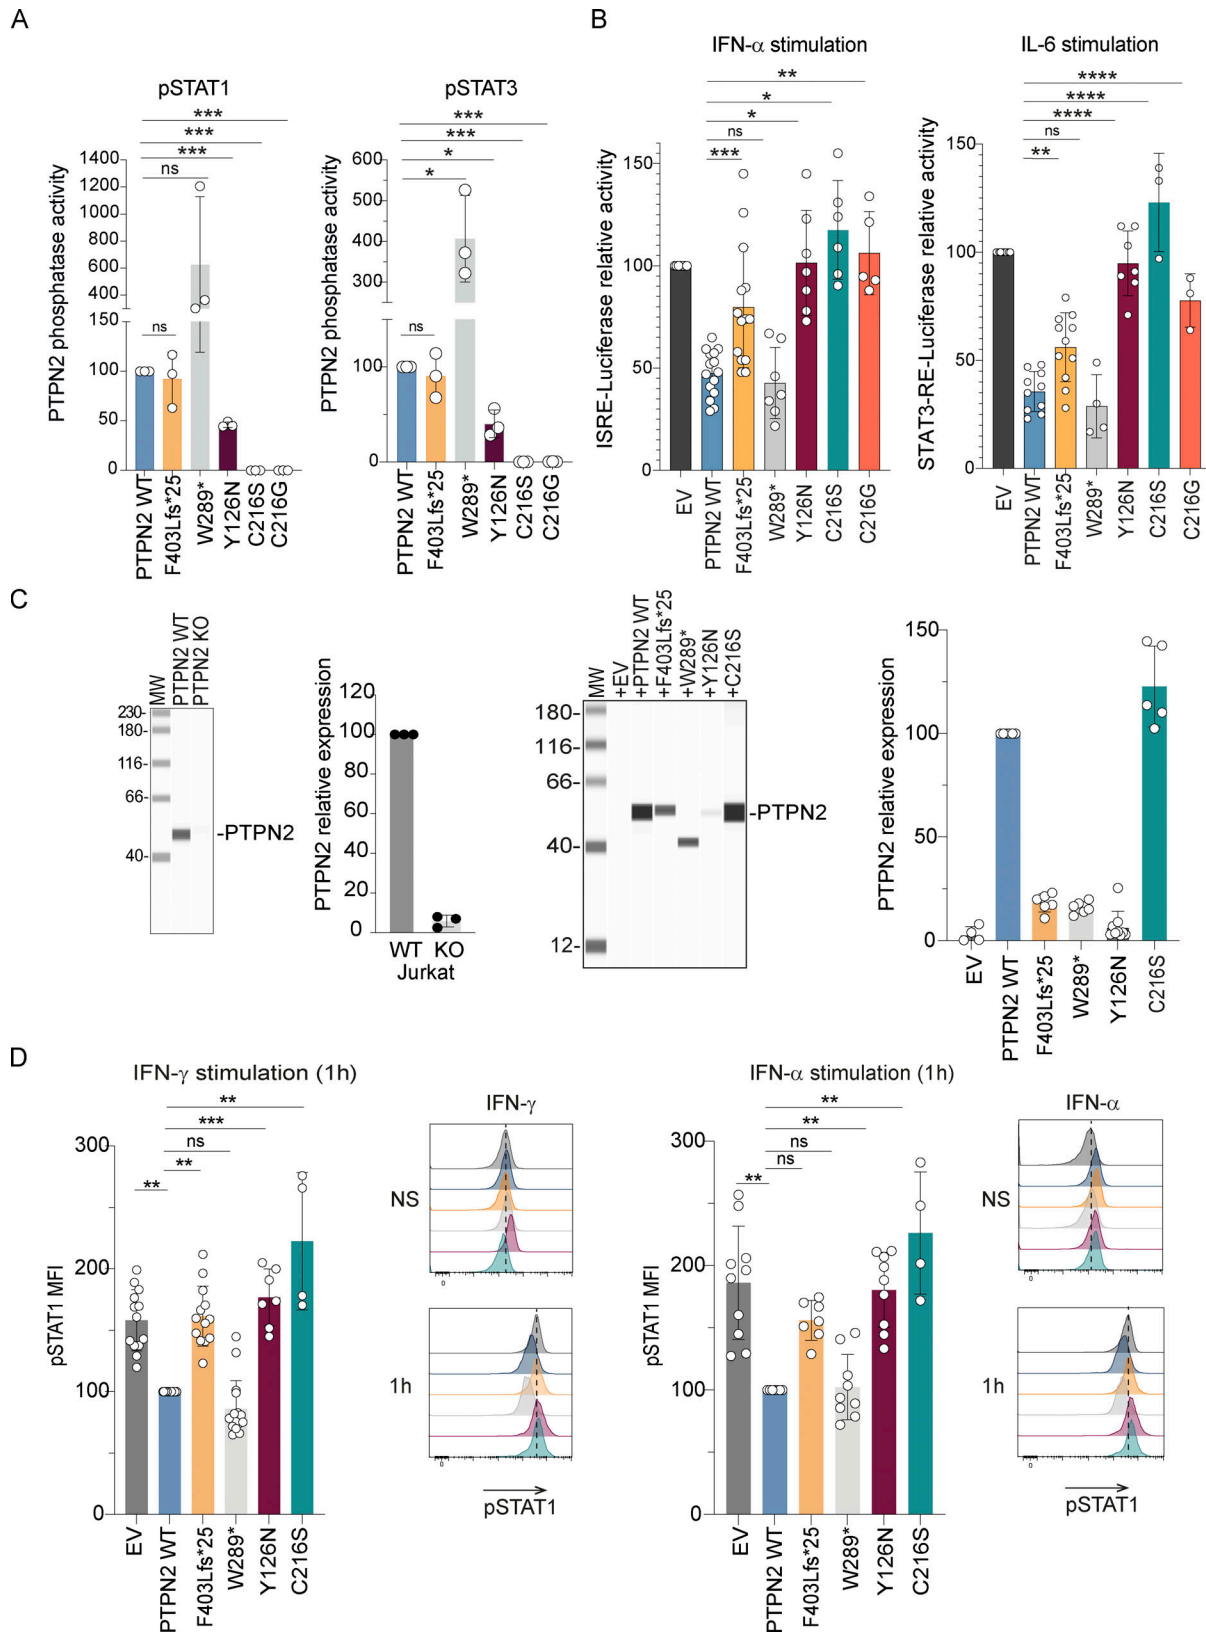 A
pSTAT1
***
***
***
ns
ns
PTPN2 phosphatase activity
1400
1200
1000
800
600
400
150
100
50
0
PTPN2 WT
F403Lfs*25
W289*
Y126N
C216S
C216G
pSTAT3
***
***
*
*
ns
PTPN2 phosphatase activity
600
500
400
300
100
0
PTPN2 WT
F403Lfs*25
W289*
Y126N
C216S
C216G
B
IFN-α stimulation
**
*
*
ns
***
ISRE-Luciferase relative activity
150
100
50
0
EV
PTPN2 WT
F403Lfs*25
W289*
Y126N
C216S
C216G
IL-6 stimulation
****
****
****
ns
**
STAT3-RE-Luciferase relative activity
150
100
50
0
EV
PTPN2 WT
F403Lfs*25
W289*
Y126N
C216S
C216G
C
MW
PTPN2 WT
PTPN2 KO
230-
180-
116-
66-
40-
-PTPN2
PTPN2 relative expression
120
100
80
60
40
20
0
WT KO
Jurkat
MW
+EV
+PTPN2 WT
+F403Lfs*25
+W289*
+Y126N
+C216S
180-
116-
66-
40-
12-
-PTPN2
PTPN2 relative expression
150
100
50
0
EV
PTPN2 WT
F403Lfs*25
W289*
Y126N
C216S
D
IFN-γ stimulation (1h)
**
***
ns
**
**
pSTAT1 MFI
300
200
100
0
EV
PTPN2 WT
F403Lfs*25
W289*
Y126N
C216S
IFN-γ
NS
0
1h
0
pSTAT1
IFN-α stimulation (1h)
**
**
ns
ns
**
pSTAT1 MFI
300
200
100
0
EV
PTPN2 WT
F403Lfs*25
W289*
Y126N
C216S
IFN-α
NS
0
1h
0
pSTAT1